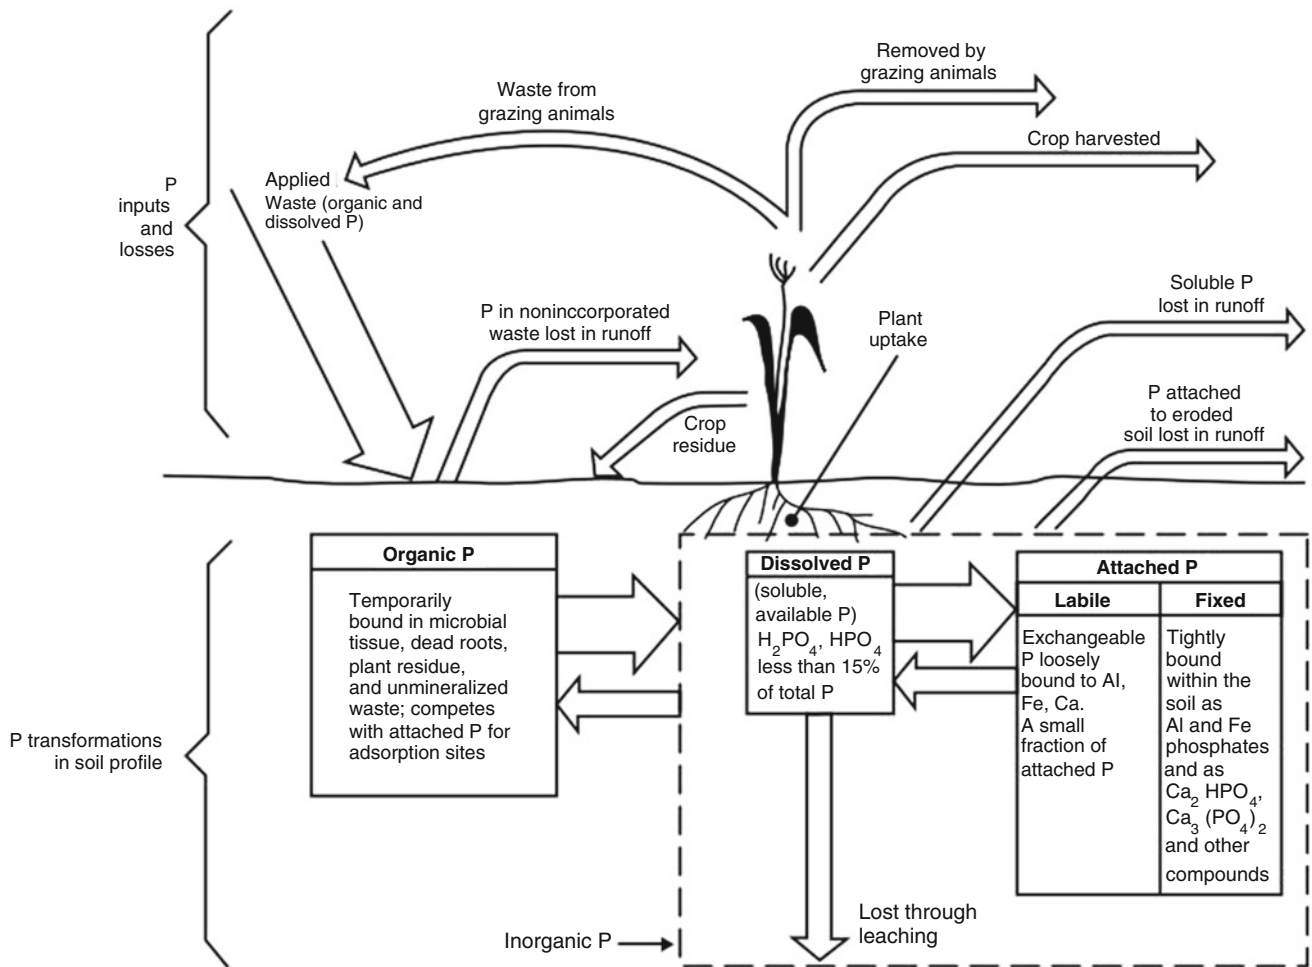 Removed by
grazing animals
Waste from
grazing animals
Crop harvested
P
inputs
and
losses
Applied
Waste (organic and
dissolved P)
Soluble P
lost in runoff
P in noninccorporated
waste lost in runoff
Plant
uptake
P attached
to eroded
soil lost in runoff
Crop
residue
Organic P
Temporarily
bound in microbial
tissue, dead roots,
plant residue,
and unmineralized
waste; competes
with attached P for
adsorption sites
Dissolved P
(soluble,
available P)
H2PO4, HPO4
less than 15%
of total P
Attached P
Labile
Fixed
Exchangeable
P loosely
bound to Al,
Fe, Ca.
A small
fraction of
attached P
Tightly
bound
within the
soil as
Al and Fe
phosphates
and as
Ca2 HPO4,
Ca3 (PO4)2
and other
compounds
P transformations
in soil profile
Lost through
leaching
Inorganic P